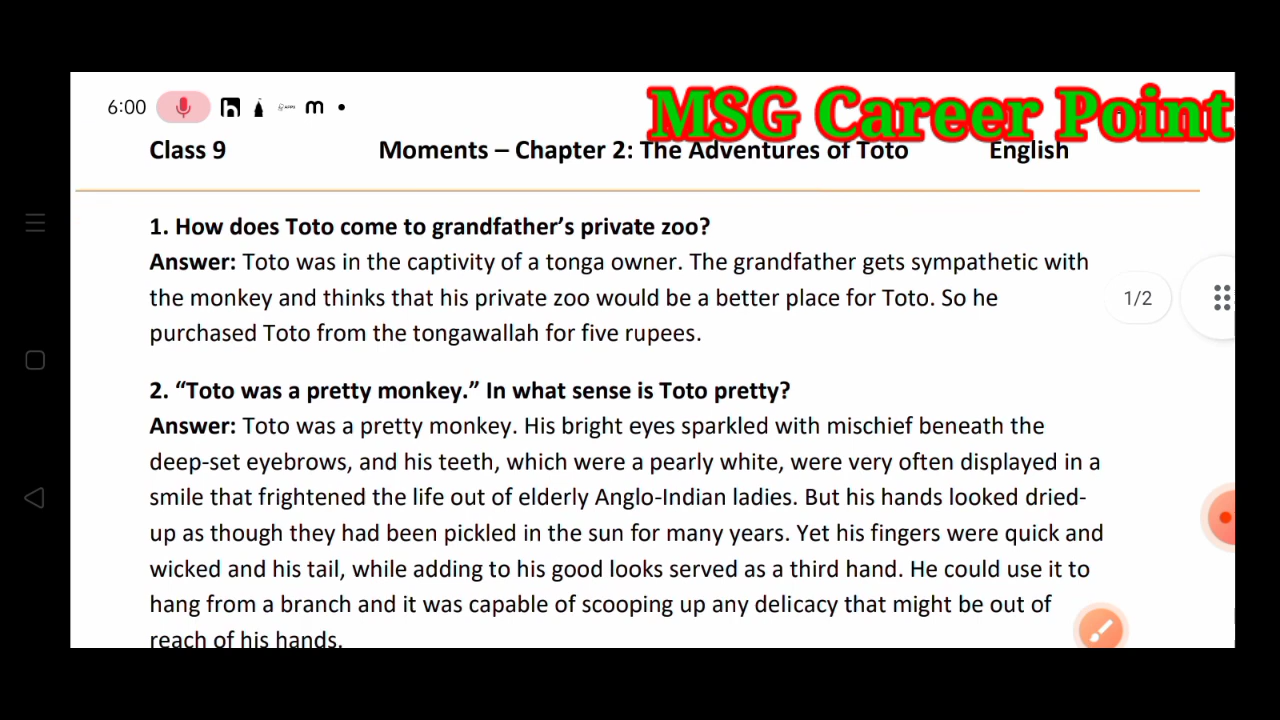 MSG Career Point
6:00 h m
Class 9 Moments – Chapter 2: The Adventures of Toto English
1. How does Toto come to grandfather's private zoo?
Answer: Toto was in the captivity of a tonga owner. The grandfather gets sympathetic with
the monkey and thinks that his private zoo would be a better place for Toto. So he
1/2
purchased Toto from the tongawallah for five rupees.
2. “Toto was a pretty monkey.” In what sense is Toto pretty?
Answer: Toto was a pretty monkey. His bright eyes sparkled with mischief beneath the
deep-set eyebrows, and his teeth, which were a pearly white, were very often displayed in a
smile that frightened the life out of elderly Anglo-Indian ladies. But his hands looked dried-
up as though they had been pickled in the sun for many years. Yet his fingers were quick and
wicked and his tail, while adding to his good looks served as a third hand. He could use it to
hang from a branch and it was capable of scooping up any delicacy that might be out of
reach of his hands.